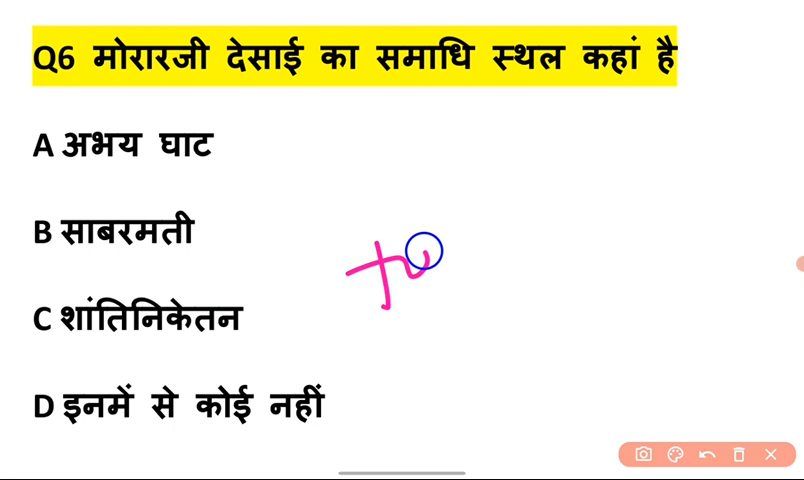 Q6 मोरारजी देसाई का समाधि स्थल कहां है
A अभय घाट
B साबरमती
C शांतिनिकेतन
D इनमें से कोई नहीं